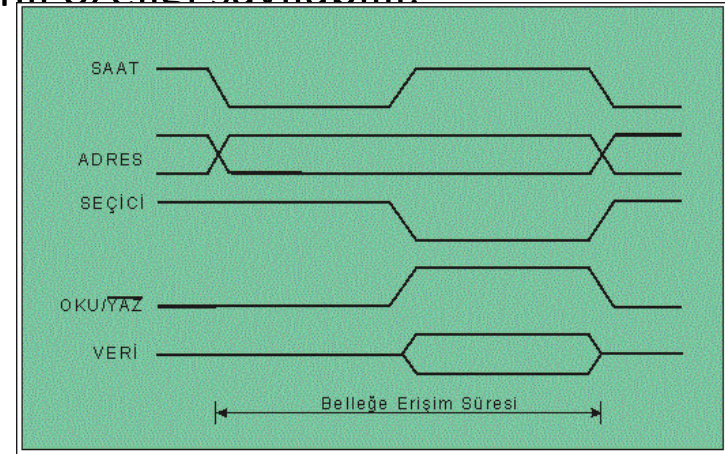 SAAT
ADRES
SEÇİCİ
OKU/YAZ
VERİ
Belleğe Erişim Süresi